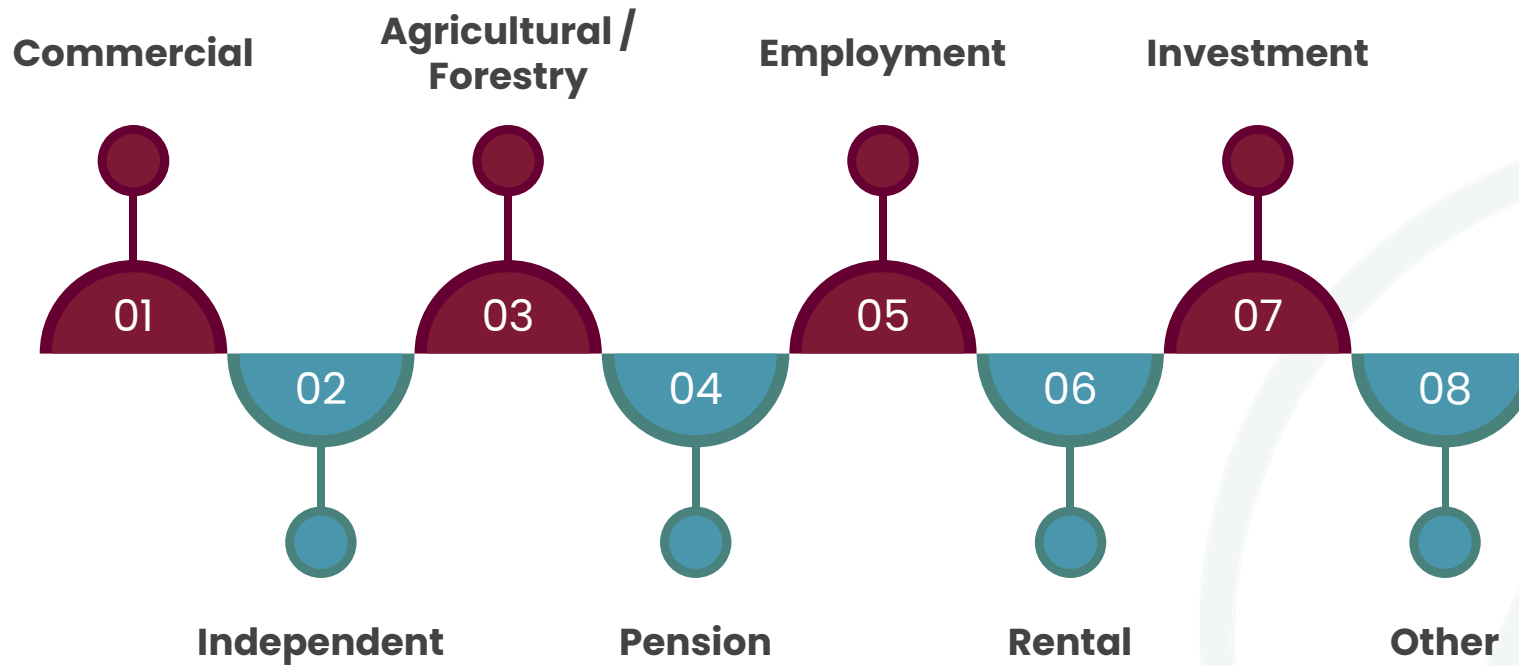 Commercial
Agricultural /
Forestry
Employment
Investment
01
02
03
04
05
06
07
08
Independent
Pension
Rental
Other